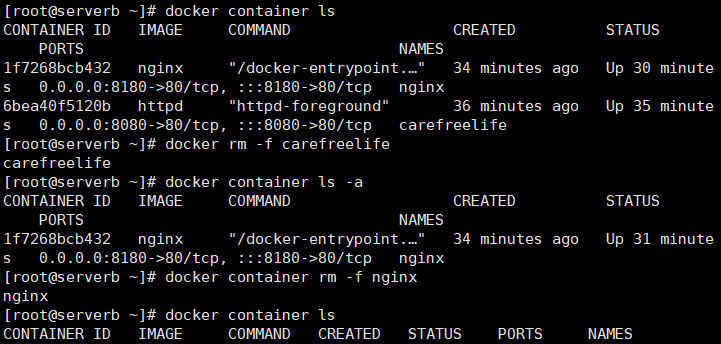 [root@serverb ~]# docker container ls
CONTAINER ID   IMAGE     COMMAND                  CREATED          STATUS
    PORTS                                   NAMES
1f7268bcb432   nginx     "/docker-entrypoint.…"   34 minutes ago   Up 30 minute
s   0.0.0.0:8180->80/tcp, :::8180->80/tcp   nginx
6bea40f5120b   httpd     "httpd-foreground"       36 minutes ago   Up 35 minute
s   0.0.0.0:8080->80/tcp, :::8080->80/tcp   carefreelife
[root@serverb ~]# docker rm -f carefreelife
carefreelife
[root@serverb ~]# docker container ls -a
CONTAINER ID   IMAGE     COMMAND                  CREATED          STATUS
    PORTS                                   NAMES
1f7268bcb432   nginx     "/docker-entrypoint.…"   34 minutes ago   Up 31 minute
s   0.0.0.0:8180->80/tcp, :::8180->80/tcp   nginx
[root@serverb ~]# docker container rm -f nginx
nginx
[root@serverb ~]# docker container ls
CONTAINER ID   IMAGE     COMMAND   CREATED   STATUS    PORTS     NAMES